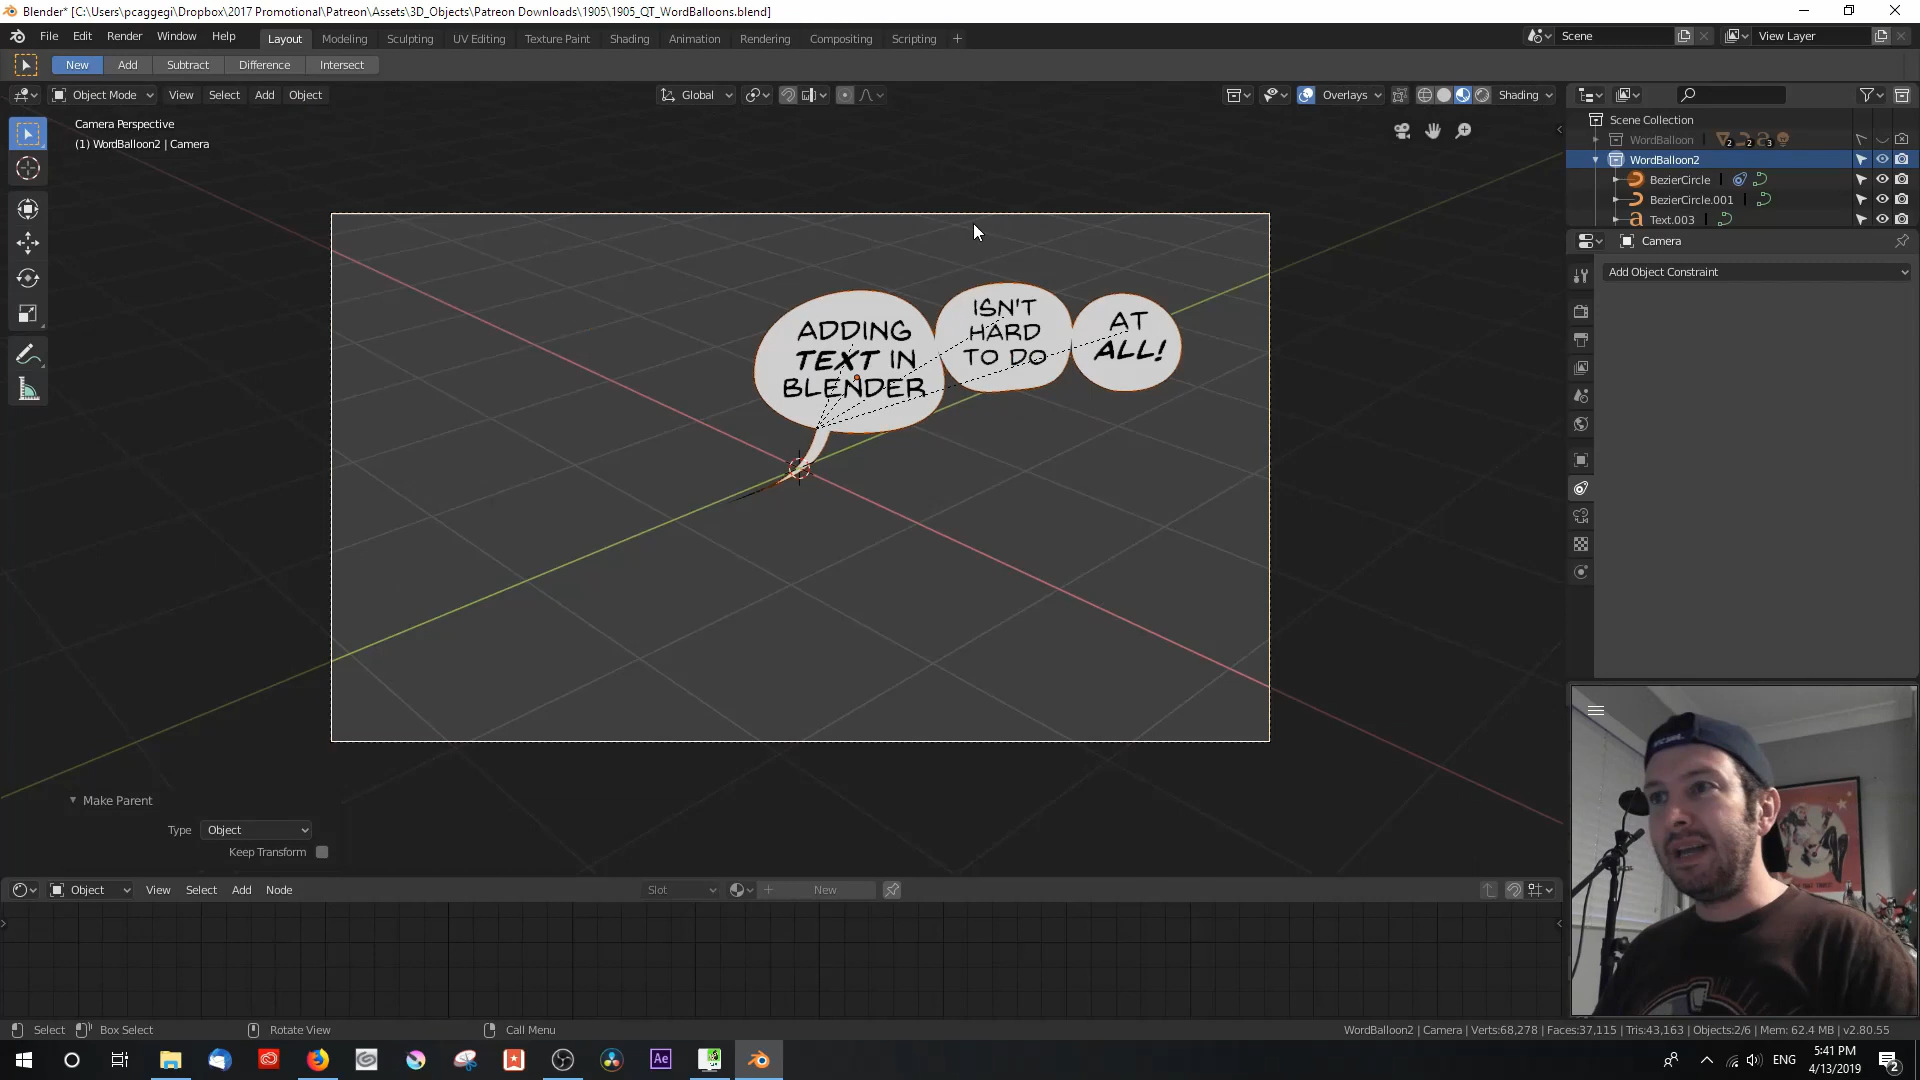 Blender* [C:\Users\pcaggegi\Dropbox\2017 Promotional\Patreon\Assets\3D_Objects\Patreon Downloads\1905\1905_QT_WordBalloons.blend]
File Edit Render Window Help Layout Modeling Sculpting UV Editing Texture Paint Shading Animation Rendering Compositing Scripting + Scene View Layer
New Add Subtract Difference Intersect
Object Mode View Select Add Object Global Overlays Shading
Camera Perspective
(1) WordBalloon2 | Camera
Scene Collection
WordBalloon 2 2 3
WordBalloon2
BezierCircle
BezierCircle.001
Text.003
Camera
Add Object Constraint
ADDING
TEXT IN
BLENDER
ISN'T
HARD
TO DO
AT
ALL!
Make Parent
Type Object
Keep Transform
Object View Select Add Node Slot New
Select Box Select Rotate View Call Menu WordBalloon2 | Camera | Verts:68,278 | Faces:37,115 | Tris:43,163 | Objects:2/6 | Mem: 62.4 MB | v2.80.55
Ae ENG 5:41 PM
4/13/2019
2